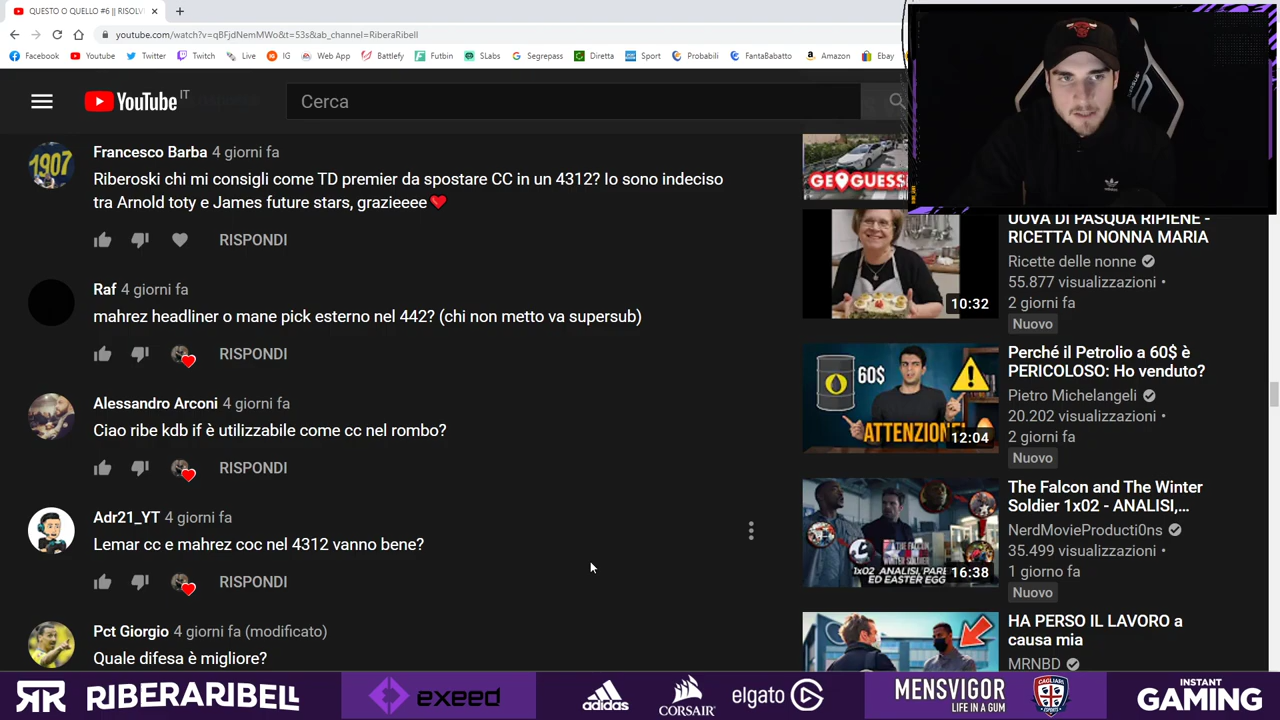 QUESTO O QUELLO #6 || RISOLV
youtube.com/watch?v=qBFjdNemMWo&t=53s&ab_channel=RiberaRibell
Facebook Youtube Twitter Twitch Live IG Web App Battlefy Futbin SLabs Segrepass Diretta Sport Probabili FantaBabatto Amazon Ebay
YouTube IT
Cerca
Francesco Barba 4 giorni fa
Riberoski chi mi consigli come TD premier da spostare CC in un 4312? Io sono indeciso
tra Arnold toty e James future stars, grazieeee
RISPONDI
Raf 4 giorni fa
mahrez headliner o mane pick esterno nel 442? (chi non metto va supersub)
RISPONDI
Alessandro Arconi 4 giorni fa
Ciao ribe kdb if è utilizzabile come cc nel rombo?
RISPONDI
Adr21_YT 4 giorni fa
Lemar cc e mahrez coc nel 4312 vanno bene?
RISPONDI
Pct Giorgio 4 giorni fa (modificato)
Quale difesa è migliore?
1907
GEOGUESS
UOVA DI PASQUA RIPIENE -
RICETTA DI NONNA MARIA
Ricette delle nonne
55.877 visualizzazioni •
2 giorni fa
Nuovo
10:32
Perché il Petrolio a 60$ è
PERICOLOSO: Ho venduto?
Pietro Michelangeli
20.202 visualizzazioni •
2 giorni fa
Nuovo
60$
ATTENZIONE
12:04
The Falcon and The Winter
Soldier 1x02 - ANALISI,...
NerdMovieProducti0ns
35.499 visualizzazioni •
1 giorno fa
Nuovo
1x02 ANALISI, PARE
ED EASTER EGG
16:38
HA PERSO IL LAVORO a
causa mia
MRNBD
RR RIBERARIBELL
exeed
adidas
CORSAIR
elgato
MENSVIGOR
LIFE IN A GUM
CAGLIARI
INSTANT
GAMING